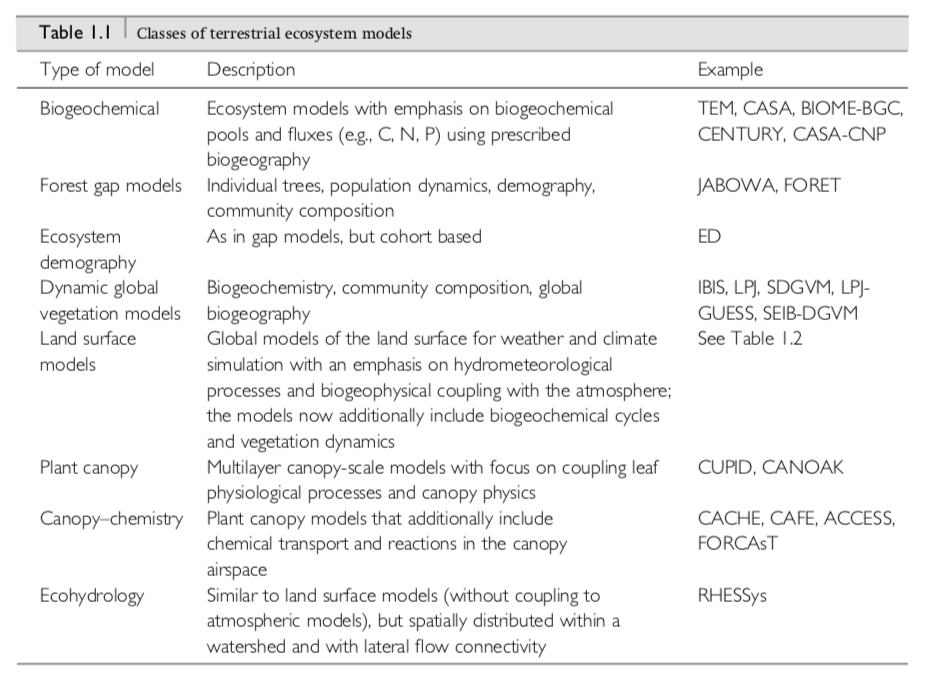 Table 1.1 Classes of terrestrial ecosystem models
Type of model Description Example
Biogeochemical Ecosystem models with emphasis on biogeochemical TEM, CASA, BIOME-BGC,
pools and fluxes (e.g., C, N, P) using prescribed CENTURY, CASA-CNP
biogeography
Forest gap models Individual trees, population dynamics, demography, JABOWA, FORET
community composition
Ecosystem As in gap models, but cohort based ED
demography
Dynamic global Biogeochemistry, community composition, global IBIS, LPJ, SDGVM, LPJ-
vegetation models biogeography GUESS, SEIB-DGVM
Land surface Global models of the land surface for weather and climate See Table 1.2
models simulation with an emphasis on hydrometeorological
processes and biogeophysical coupling with the atmosphere;
the models now additionally include biogeochemical cycles
and vegetation dynamics
Plant canopy Multilayer canopy-scale models with focus on coupling leaf CUPID, CANOAK
physiological processes and canopy physics
Canopy–chemistry Plant canopy models that additionally include CACHE, CAFE, ACCESS,
chemical transport and reactions in the canopy FORCAsT
airspace
Ecohydrology Similar to land surface models (without coupling to RHESSys
atmospheric models), but spatially distributed within a
watershed and with lateral flow connectivity